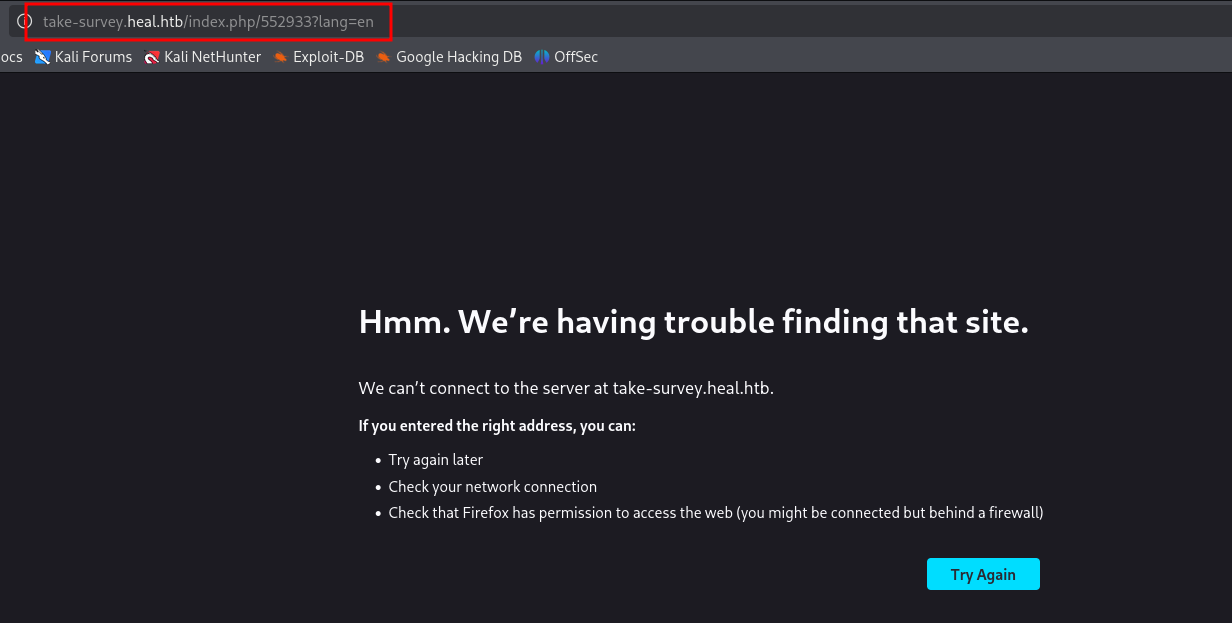 take-survey.heal.htb/index.php/552933?lang=en
ocs Kali Forums Kali NetHunter Exploit-DB Google Hacking DB OffSec
Hmm. We’re having trouble finding that site.
We can’t connect to the server at take-survey.heal.htb.
If you entered the right address, you can:
• Try again later
• Check your network connection
• Check that Firefox has permission to access the web (you might be connected but behind a firewall)
Try Again